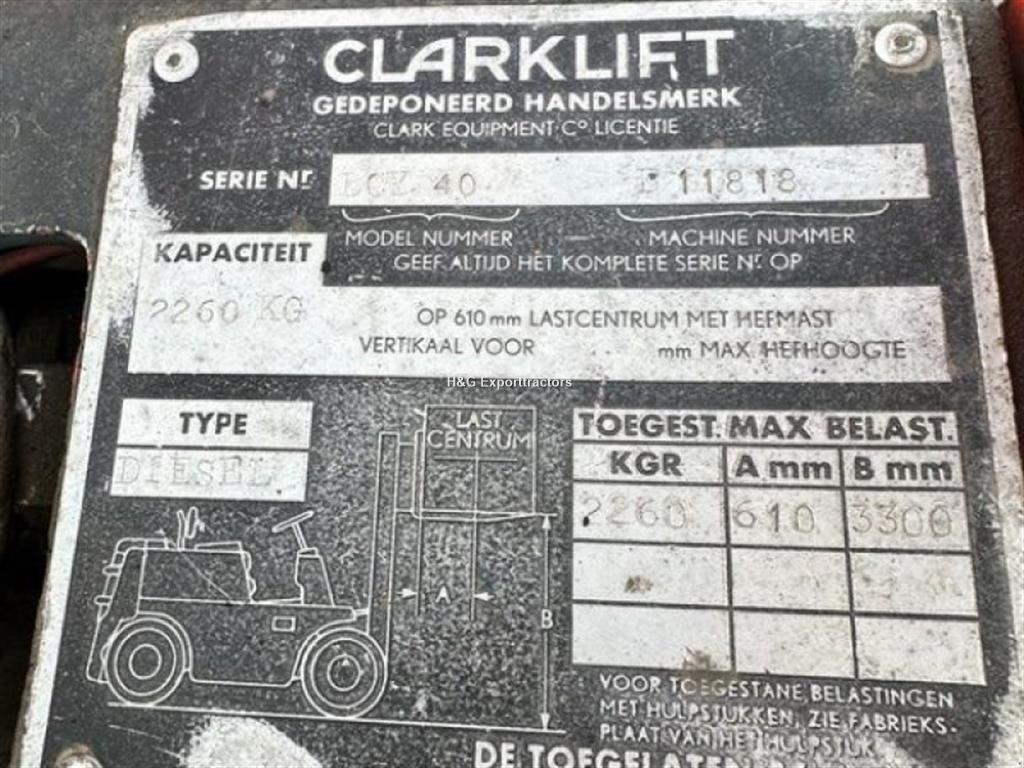 CLARKLIFT
GEDEPONEERD HANDELSMERK
CLARK EQUIPMENT Cº LICENTIE
SERIE Nr 40 11818
MODEL NUMMER — MACHINE NUMMER
GEEF ALTIJD HET KOMPLETE SERIE Nr. OP
KAPACITEIT
2260 KG
OP 610 mm LASTCENTRUM MET HEFMAST
VERTIKAAL VOOR mm MAX. HEFHOOGTE
H&G Exporttractors
TYPE
DIESEL
LAST
CENTRUM
A
B
TOEGEST. MAX BELAST.
KGR A mm B mm
2260 610 3300
VOOR TOEGESTANE BELASTINGEN
MET HULPSTUKKEN, ZIE FABRIEKS-
PLAAT VAN HET HULPSTUK
DE TOEGELATEN